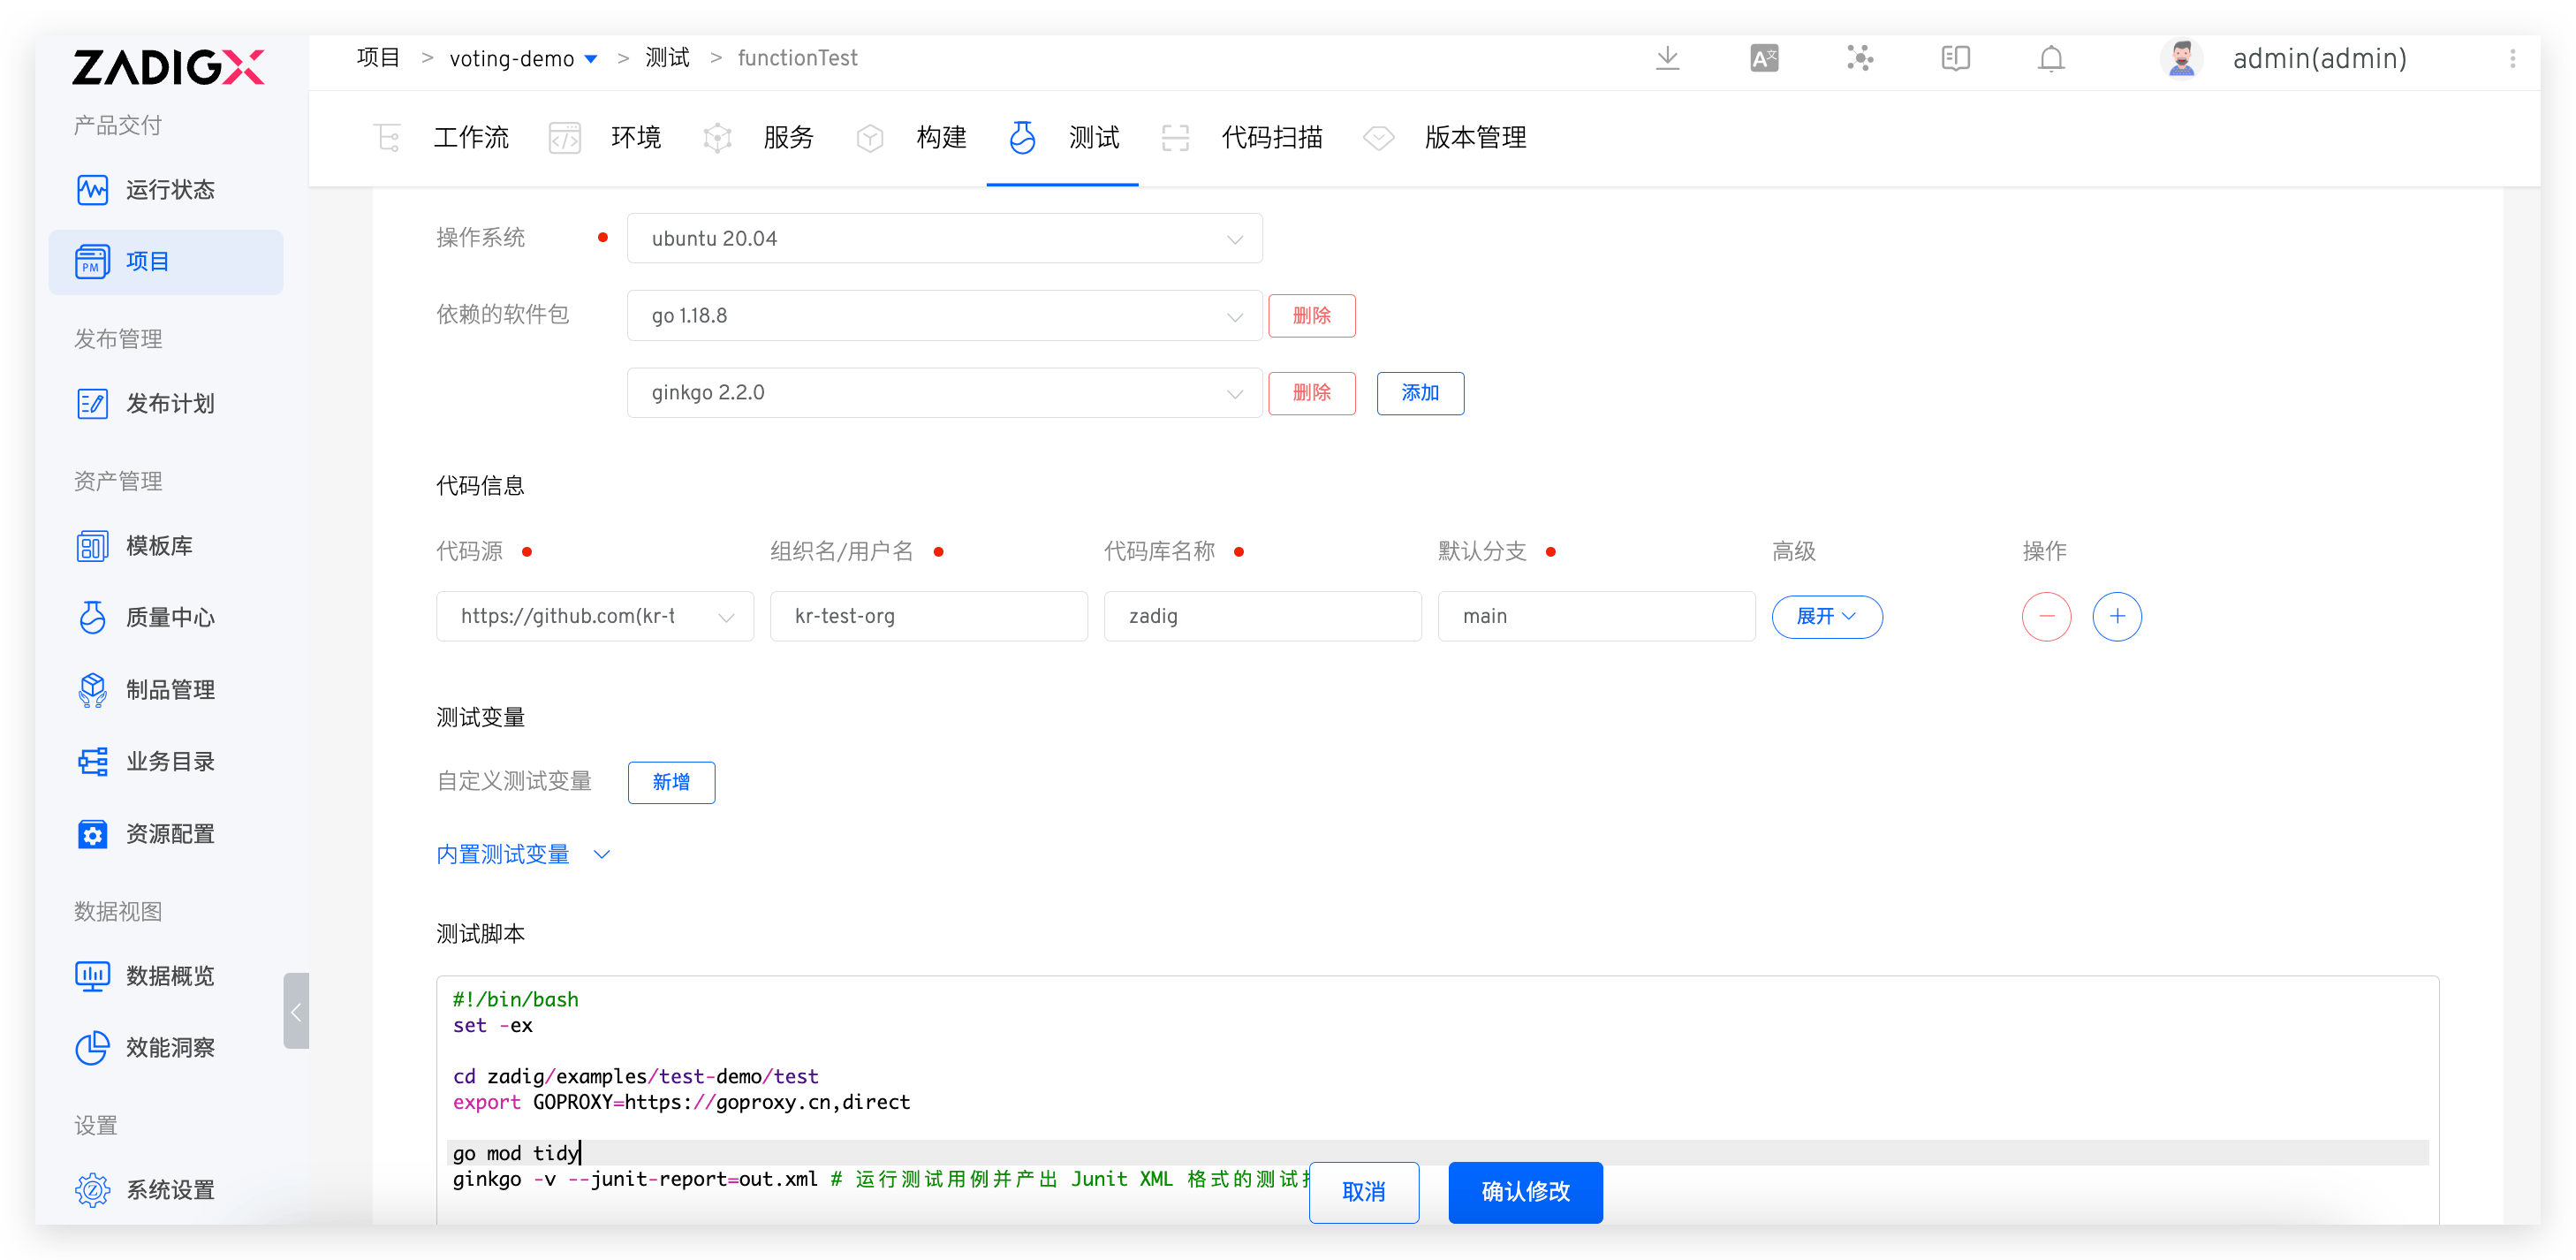 ZADIGX
项目 > voting-demo > 测试 > functionTest
admin(admin)
产品交付
运行状态
项目
发布管理
发布计划
资产管理
模板库
质量中心
制品管理
业务目录
资源配置
数据视图
数据概览
效能洞察
设置
系统设置
工作流 环境 服务 构建 测试 代码扫描 版本管理
操作系统 ubuntu 20.04
依赖的软件包 go 1.18.8 删除
ginkgo 2.2.0 删除 添加
代码信息
代码源 组织名/用户名 代码库名称 默认分支 高级 操作
https://github.com(kr-t kr-test-org zadig main 展开
测试变量
自定义测试变量 新增
内置测试变量
测试脚本
#!/bin/bash
set -ex
cd zadig/examples/test-demo/test
export GOPROXY=https://goproxy.cn,direct
go mod tidy
ginkgo -v --junit-report=out.xml # 运行测试用例并产出 Junit XML 格式的测试
取消 确认修改